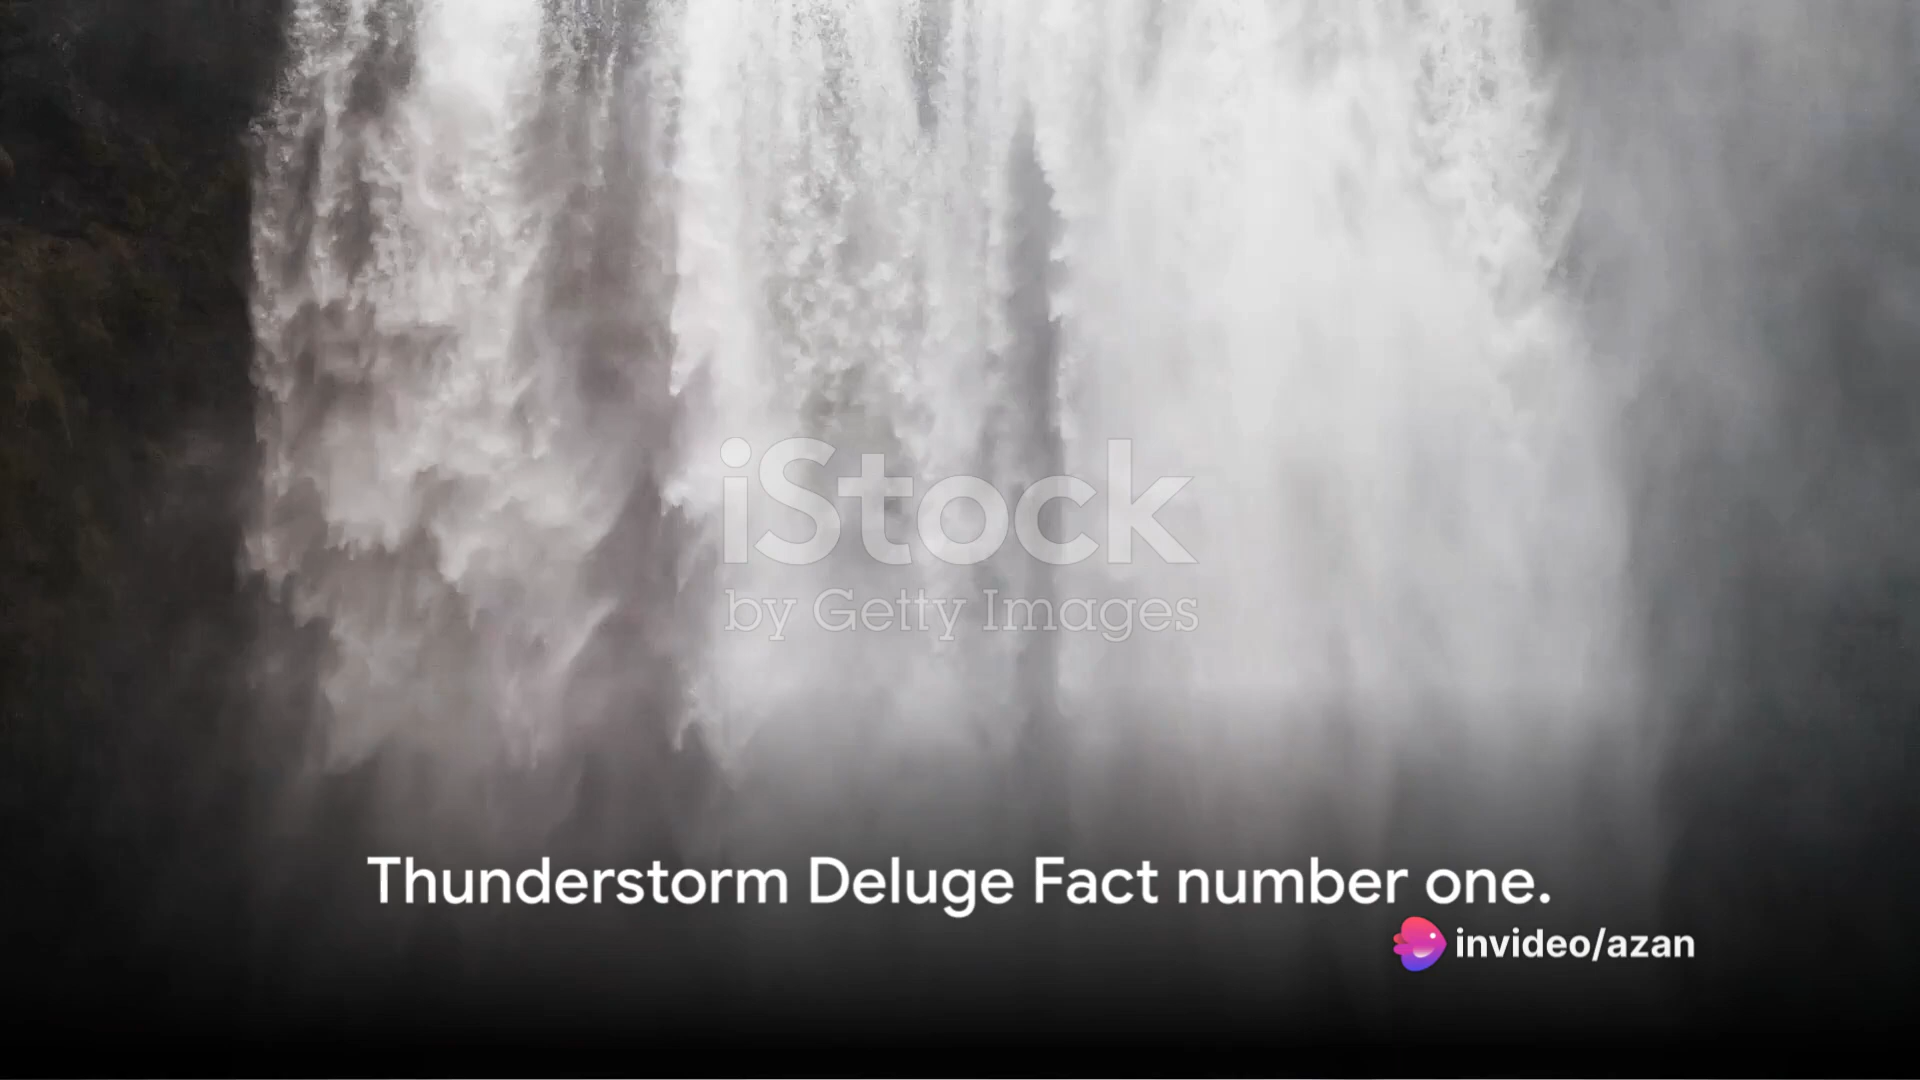 iStock
by Getty Images
Thunderstorm Deluge Fact number one.
invideo/azan